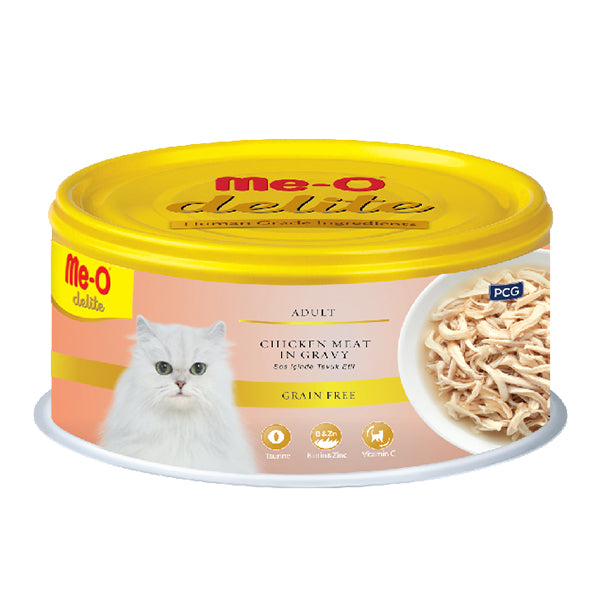 Me-O
delite
Human Grade Ingredients
Me-O
delite
PCG
ADULT
CHICKEN MEAT
IN GRAVY
Sos İçinde Tavuk Etli
GRAIN FREE
B&Zn
Taurine
Biotin&Zinc
Vitamin C